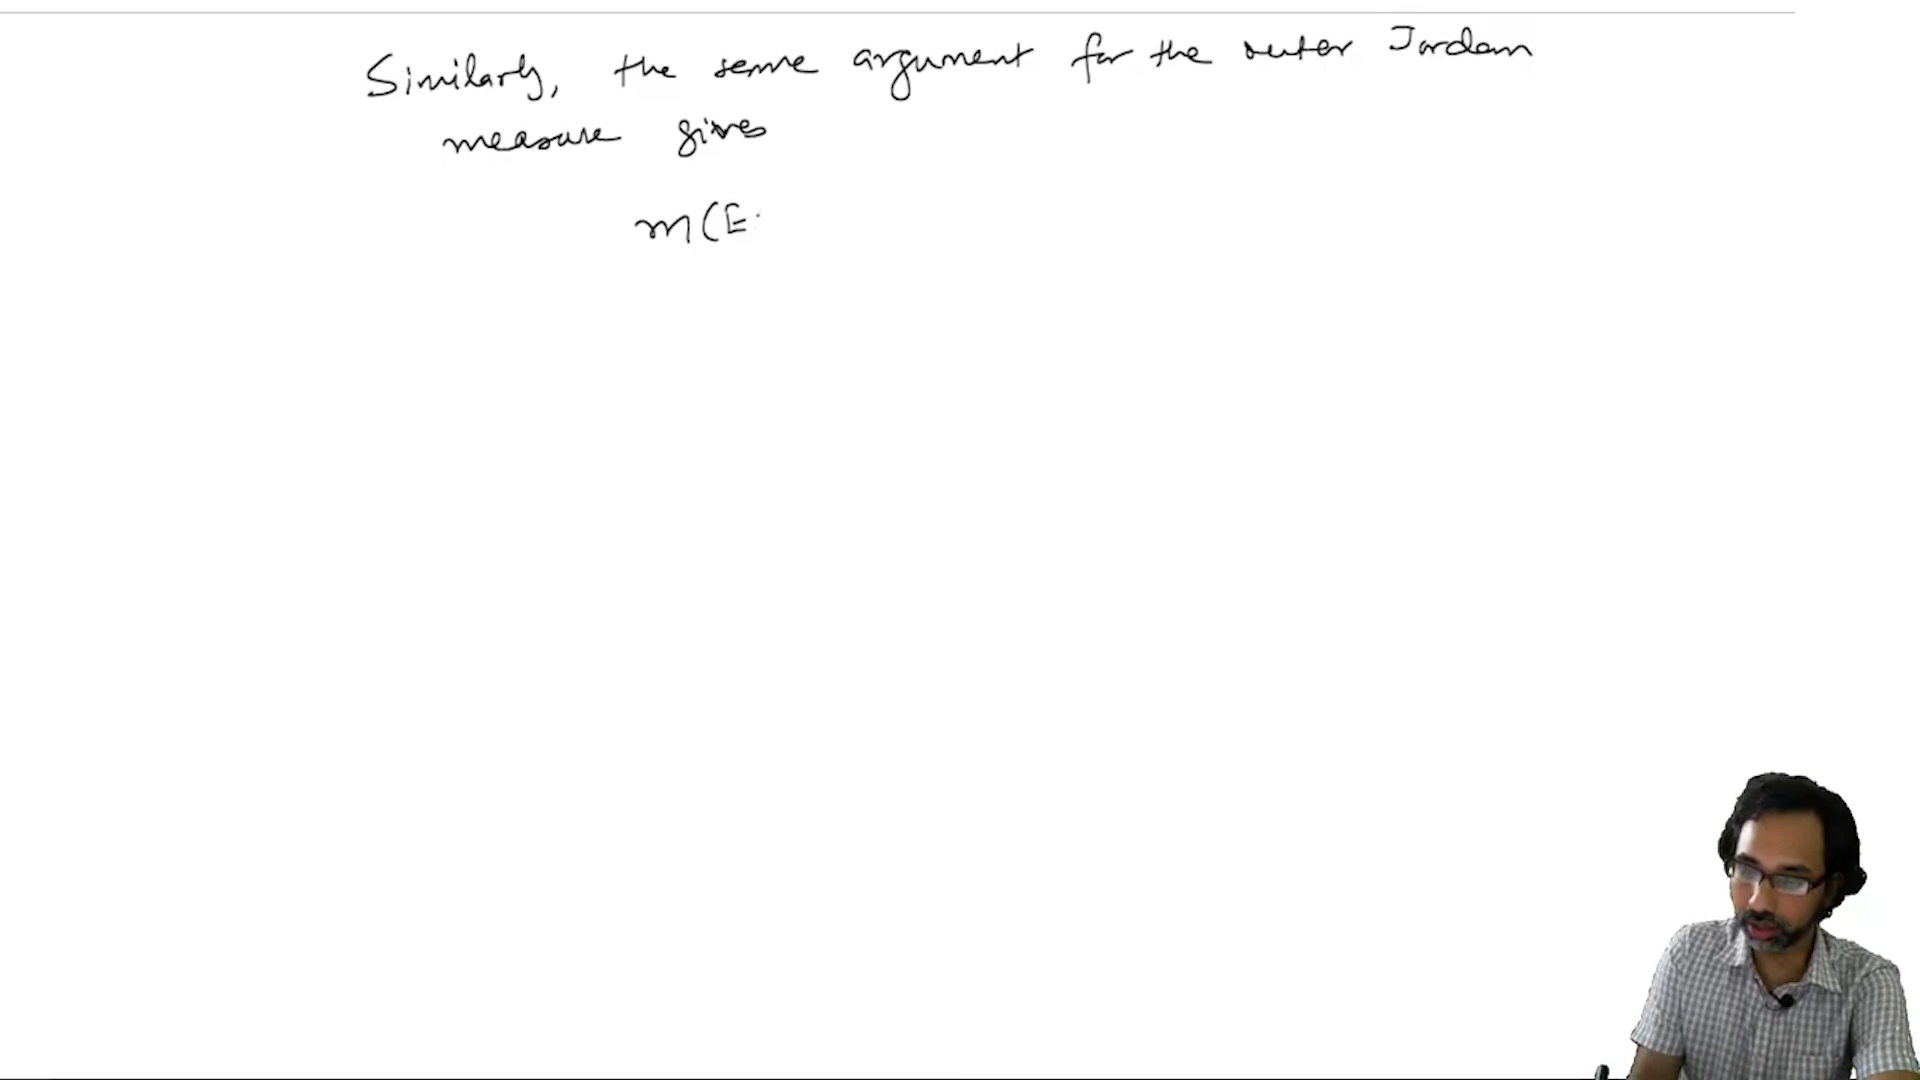 Similarly, the same argument for the outer Jordan
measure gives
m(E